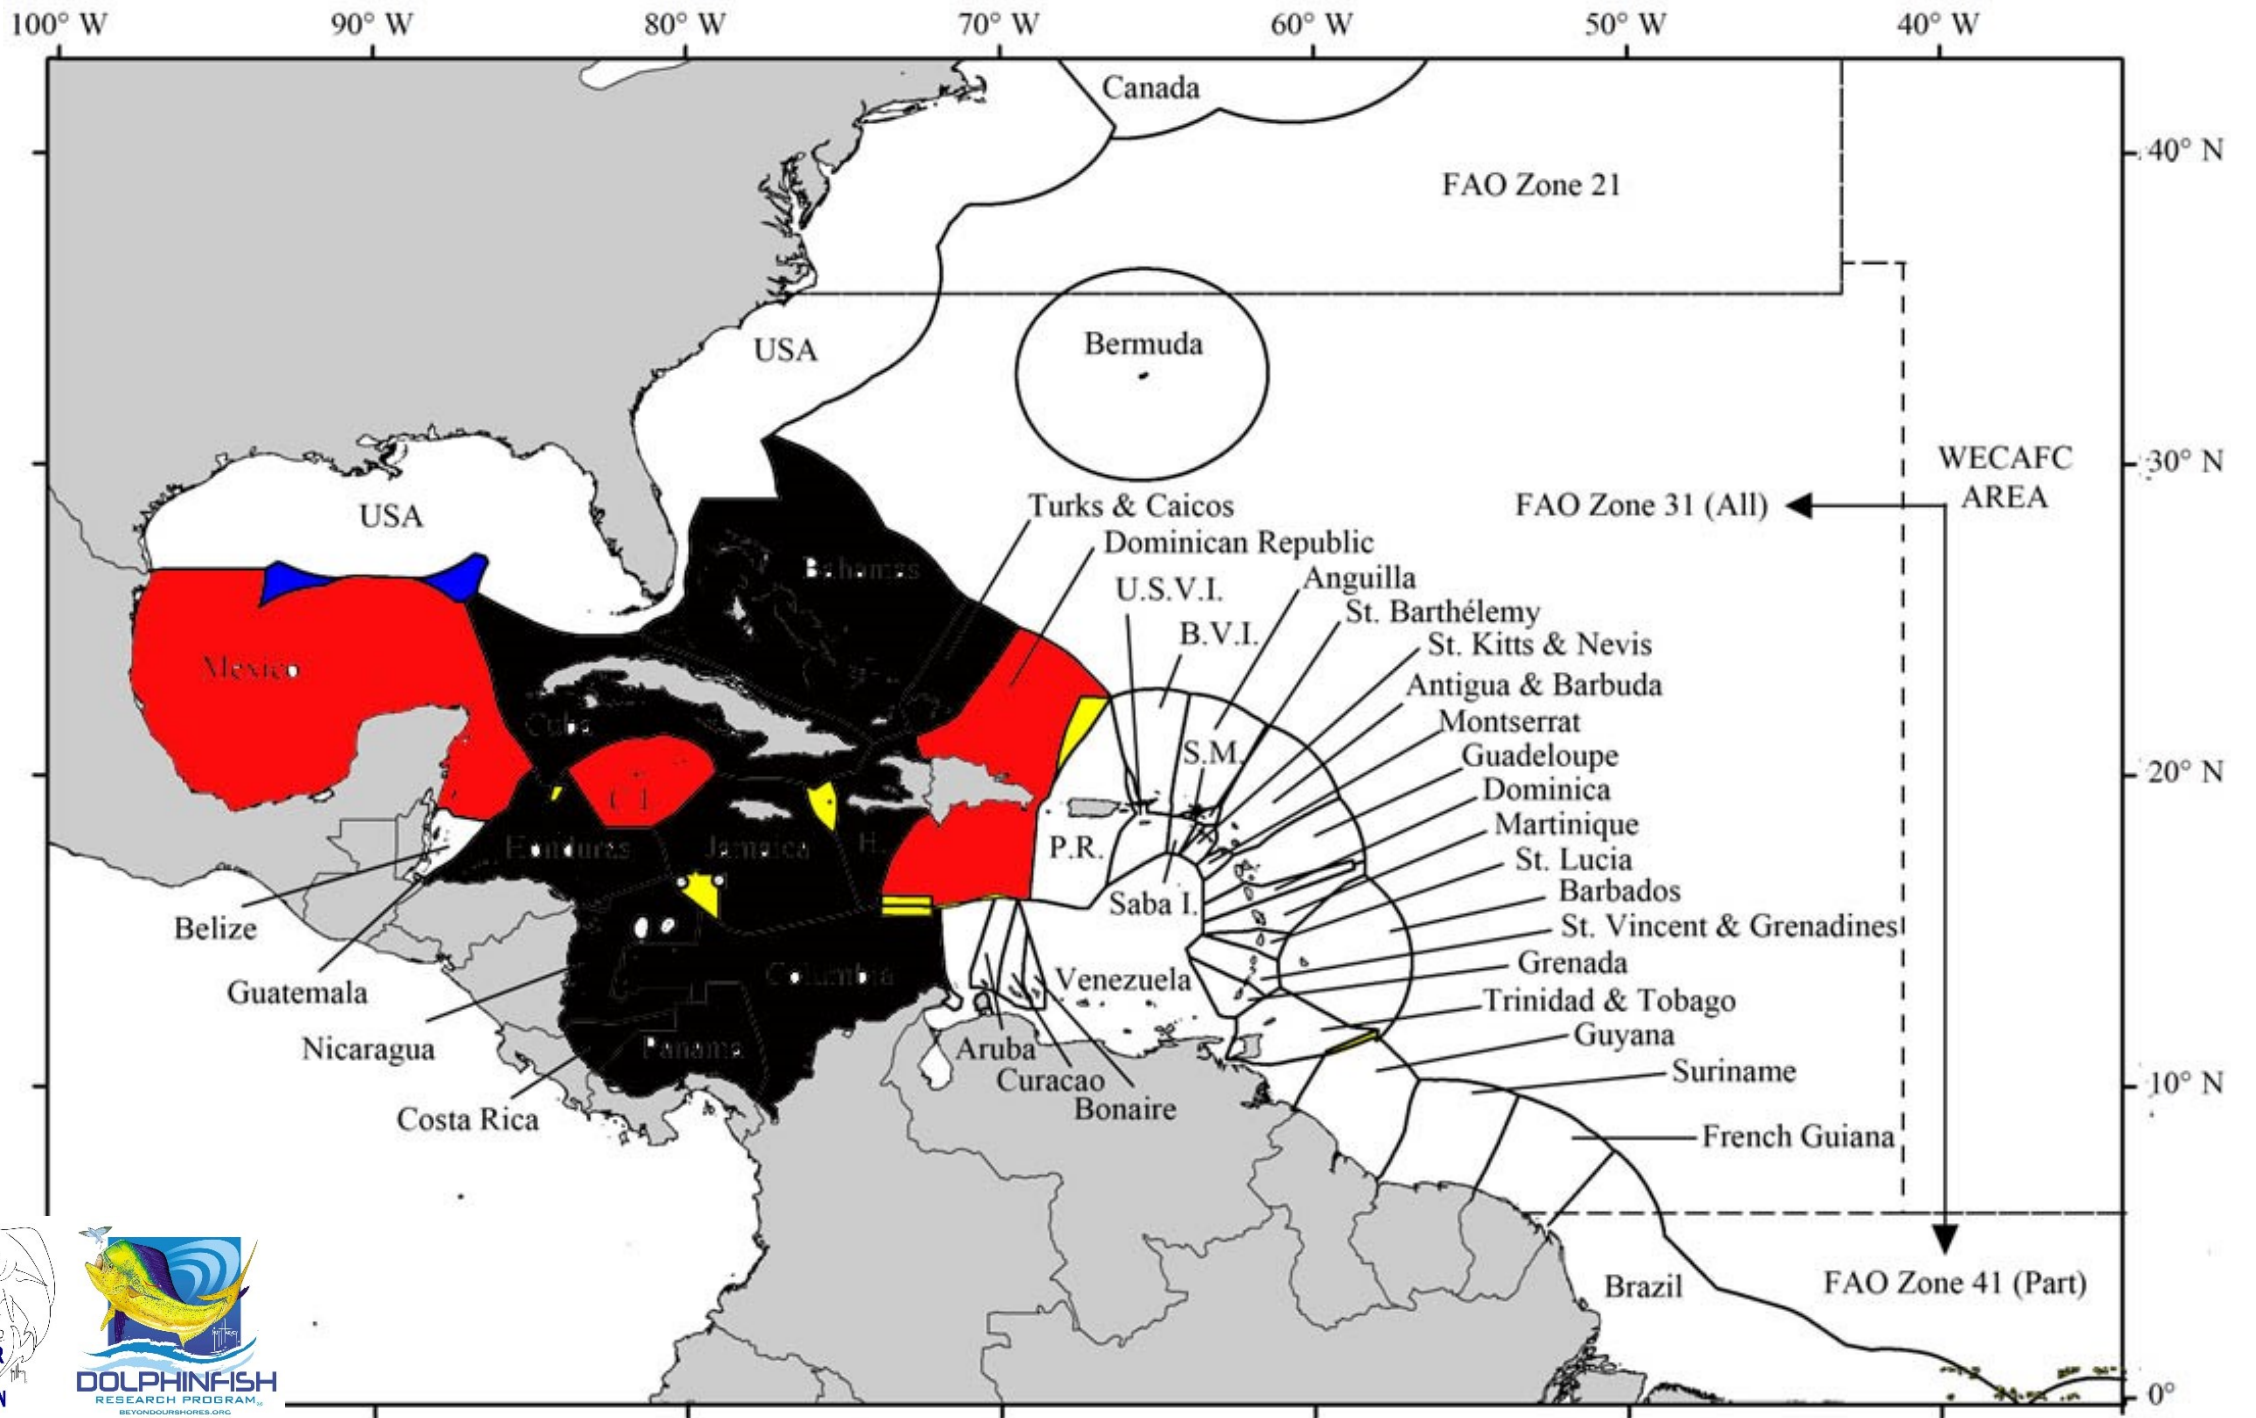 100° W 90° W 80° W 70° W 60° W 50° W 40° W
Canada
40° N
FAO Zone 21
Bermuda
USA
30° N
WECAFC
AREA
USA
Turks & Caicos
FAO Zone 31 (All)
Dominican Republic
Bahamas
Anguilla
U.S.V.I.
St. Barthélemy
B.V.I.
St. Kitts & Nevis
Mexico
Antigua & Barbuda
Cuba
Montserrat
S.M.
Guadeloupe
20° N
Dominica
C I
Martinique
Honduras
Jamaica
H.
P.R.
St. Lucia
Barbados
Saba I.
Belize
St. Vincent & Grenadines
Grenada
Columbia
Venezuela
Guatemala
Trinidad & Tobago
Guyana
Nicaragua
Panama
Aruba
Suriname
Curacao
10° N
Bonaire
Costa Rica
French Guiana
Brazil
FAO Zone 41 (Part)
0°
DOLPHINFISH
RESEARCH PROGRAM
BEYONDOURSHORES.ORG
R
N